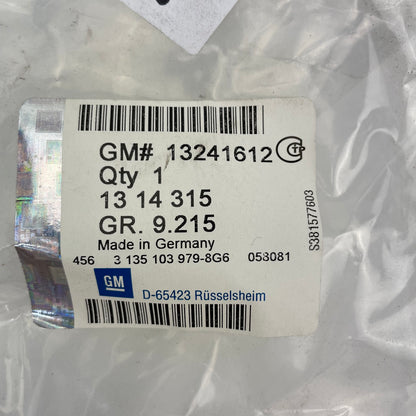 GM# 13241612
Qty 1
13 14 315
GR. 9.215
Made in Germany
456 3 135 103 979-8G6 053081
GM
D-65423 Rüsselsheim
S381577603